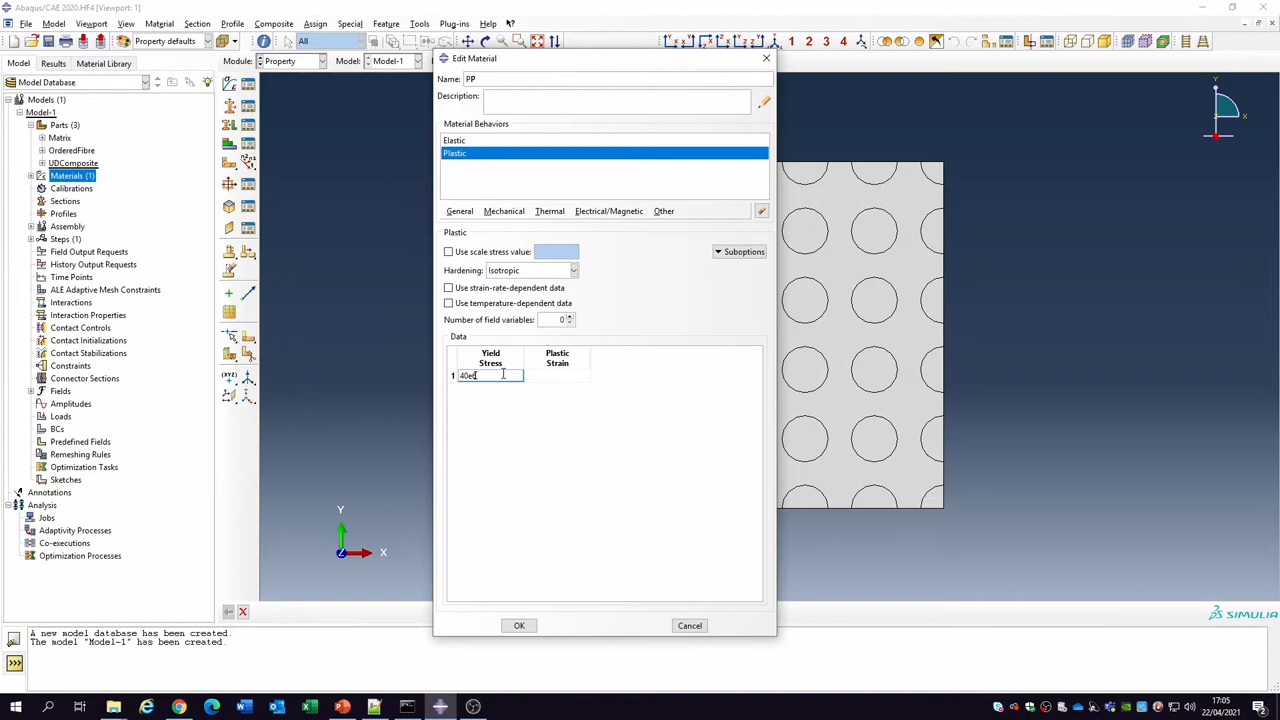 Abaqus/CAE 2020.HF4 [Viewport: 1]
File Model Viewport View Material Section Profile Composite Assign Special Feature Tools Plug-ins Help
Property defaults All 1 2 3 4
Model Results Material Library Module: Property Model: Model-1
Edit Material
Name: PP
Description:
Material Behaviors
Elastic
Plastic
General Mechanical Thermal Electrical/Magnetic Other
Plastic
Use scale stress value: Suboptions
Hardening: Isotropic
Use strain-rate-dependent data
Use temperature-dependent data
Number of field variables: 0
Data
Yield Stress Plastic Strain
1 40e6
OK Cancel
Model Database
Models (1)
Model-1
Parts (3)
Matrix
OrderedFibre
UDComposite
Materials (1)
Calibrations
Sections
Profiles
Assembly
Steps (1)
Field Output Requests
History Output Requests
Time Points
ALE Adaptive Mesh Constraints
Interactions
Interaction Properties
Contact Controls
Contact Initializations
Contact Stabilizations
Constraints
Connector Sections
Fields
Amplitudes
Loads
BCs
Predefined Fields
Remeshing Rules
Optimization Tasks
Sketches
Annotations
Analysis
Jobs
Adaptivity Processes
Co-executions
Optimization Processes
Y
Z X
Y
X
SIMULIA
A new model database has been created.
The model "Model-1" has been created.
17:05
22/04/2021